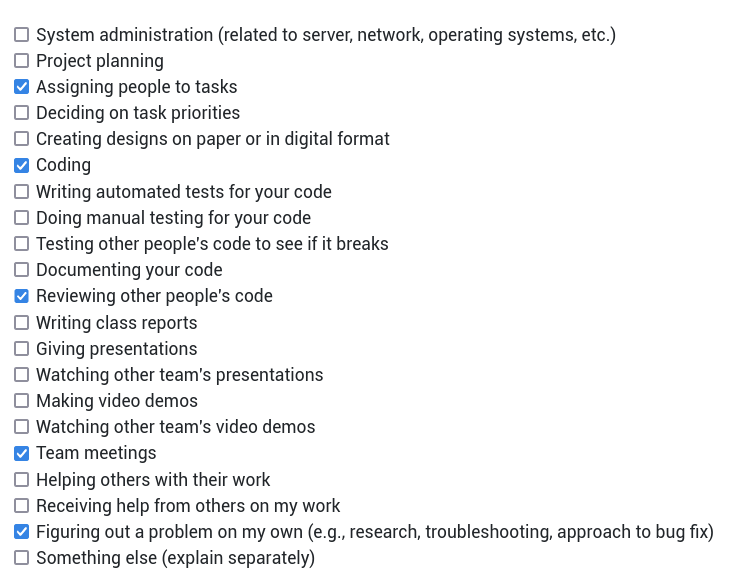 System administration (related to server, network, operating systems, etc.)
Project planning
Assigning people to tasks
Deciding on task priorities
Creating designs on paper or in digital format
Coding
Writing automated tests for your code
Doing manual testing for your code
Testing other people's code to see if it breaks
Documenting your code
Reviewing other people's code
Writing class reports
Giving presentations
Watching other team's presentations
Making video demos
Watching other team's video demos
Team meetings
Helping others with their work
Receiving help from others on my work
Figuring out a problem on my own (e.g., research, troubleshooting, approach to bug fix)
Something else (explain separately)